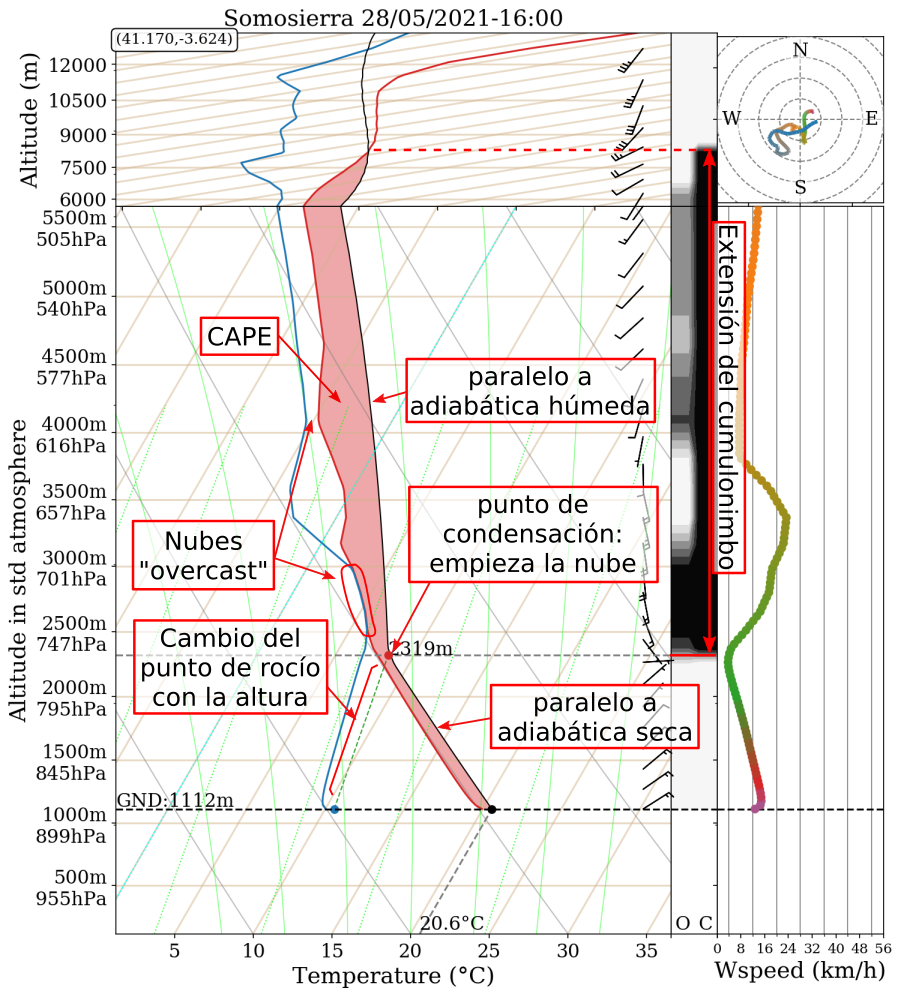 Somosierra 28/05/2021-16:00
(41.170,-3.624)
Altitude (m)
12000
10500
9000
7500
6000
N
W
E
S
Altitude in std atmosphere
5500m
505hPa
5000m
540hPa
4500m
577hPa
4000m
616hPa
3500m
657hPa
3000m
701hPa
2500m
747hPa
2000m
795hPa
1500m
845hPa
1000m
899hPa
500m
955hPa
CAPE
paralelo a
adiabática húmeda
punto de
condensación:
empieza la nube
Nubes
"overcast"
Cambio del
punto de rocío
con la altura
2319m
paralelo a
adiabática seca
Extensión del cumulonimbo
GND:1112m
20.6°C
O C
5 10 15 20 25 30 35
Temperature (°C)
0 8 16 24 32 40 48 56
Wspeed (km/h)